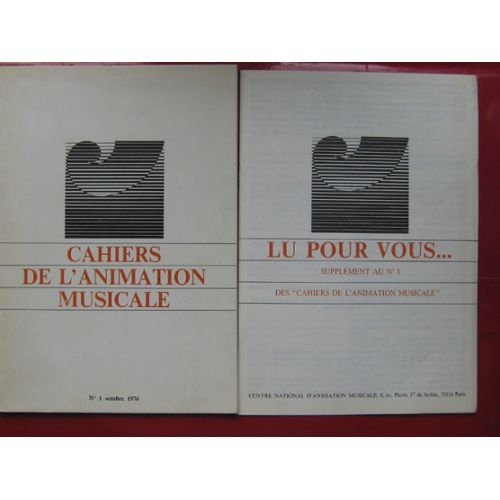 CAHIERS
DE L'ANIMATION
MUSICALE
N° 1 octobre 1976
LU POUR VOUS...
SUPPLÉMENT AU N° 1
DES "CAHIERS DE L'ANIMATION MUSICALE"
CENTRE NATIONAL D'ANIMATION MUSICALE, 6, av. Pierre 1er de Serbie, 75116 Paris